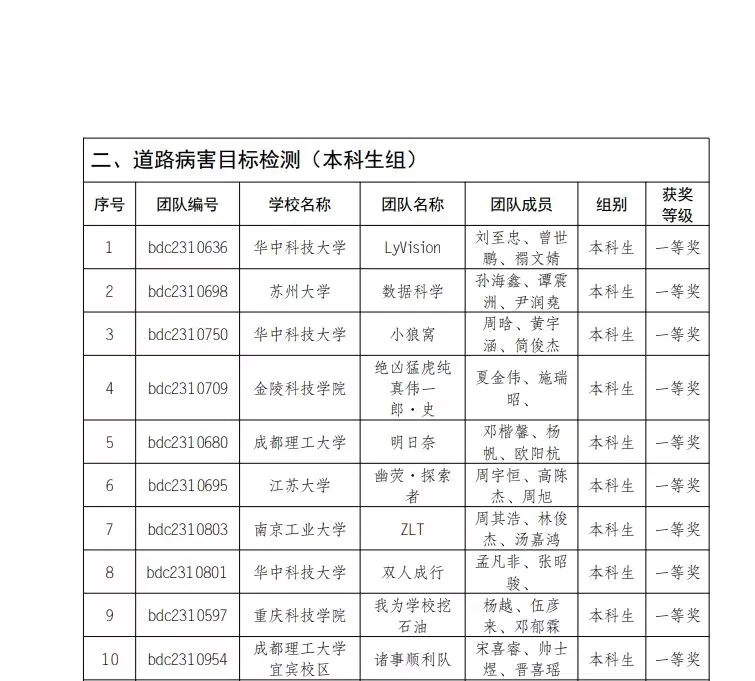 二、道路病害目标检测（本科生组）
序号 团队编号 学校名称 团队名称 团队成员 组别 获奖
等级
1 bdc2310636 华中科技大学 LyVision 刘至忠、曾世
鹏、禤文婧 本科生 一等奖
2 bdc2310698 苏州大学 数据科学 孙海鑫、谭震
洲、尹润尧 本科生 一等奖
3 bdc2310750 华中科技大学 小狼窝 周晗、黄宇
涵、简俊杰 本科生 一等奖
4 bdc2310709 金陵科技学院 绝凶猛虎纯
真伟一
郎·史 夏金伟、施瑞
昭、 本科生 一等奖
5 bdc2310680 成都理工大学 明日奈 邓楷馨、杨
帆、欧阳杭 本科生 一等奖
6 bdc2310695 江苏大学 幽荧·探索
者 周宇恒、高陈
杰、周旭 本科生 一等奖
7 bdc2310803 南京工业大学 ZLT 周其浩、林俊
杰、汤嘉鸿 本科生 一等奖
8 bdc2310801 华中科技大学 双人成行 孟凡非、张昭
骏、 本科生 一等奖
9 bdc2310597 重庆科技学院 我为学校挖
石油 杨越、伍彦
来、邓郁霖 本科生 一等奖
10 bdc2310954 成都理工大学
宜宾校区 诸事顺利队 宋喜睿、帅士
煜、晋喜瑶 本科生 一等奖